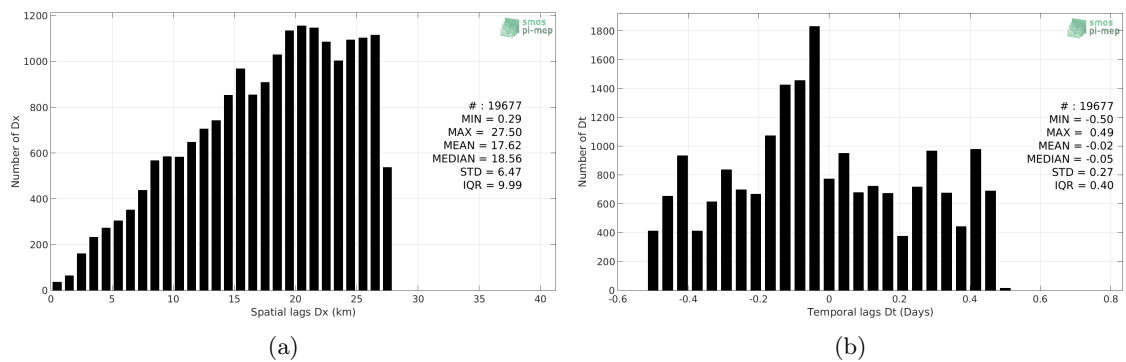 1200
1000
800
600
400
200
0
Number of Dx
smos
pi-mep
# : 19677
MIN = 0.29
MAX = 27.50
MEAN = 17.62
MEDIAN = 18.56
STD = 6.47
IQR = 9.99
0 5 10 15 20 25 30 35 40
Spatial lags Dx (km)
(a)
1800
1600
1400
1200
1000
800
600
400
200
0
Number of Dt
smos
pi-mep
# : 19677
MIN = -0.50
MAX = 0.49
MEAN = -0.02
MEDIAN = -0.05
STD = 0.27
IQR = 0.40
-0.6 -0.4 -0.2 0 0.2 0.4 0.6 0.8
Temporal lags Dt (Days)
(b)